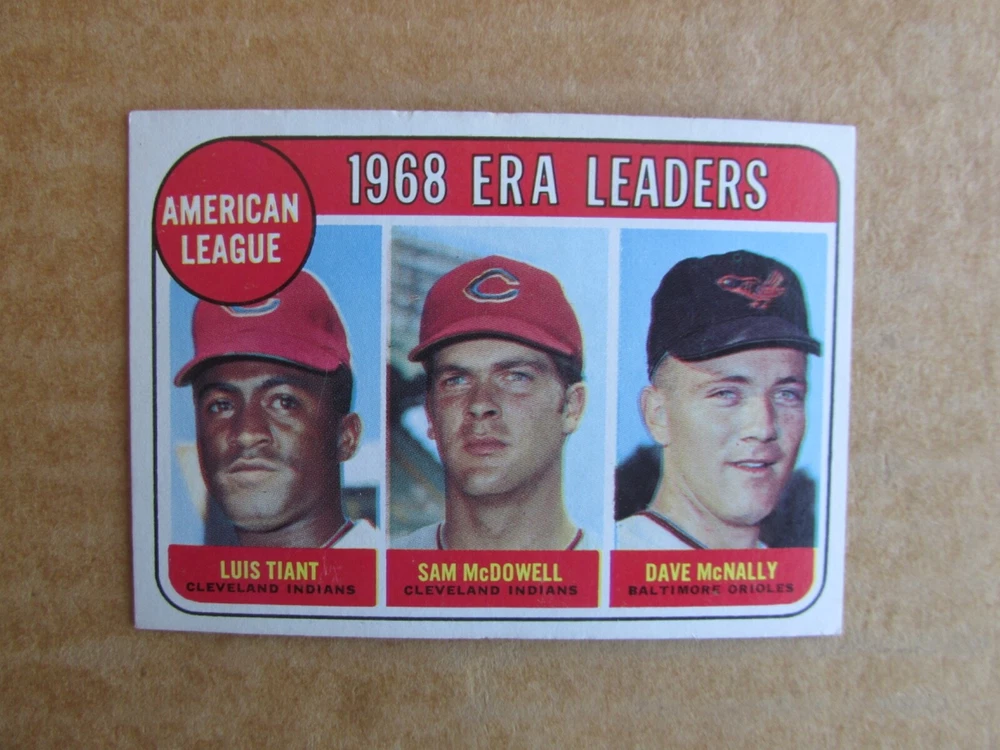 AMERICAN
LEAGUE
1968 ERA LEADERS
C
C
LUIS TIANT
CLEVELAND INDIANS
SAM McDOWELL
CLEVELAND INDIANS
DAVE McNALLY
BALTIMORE ORIOLES